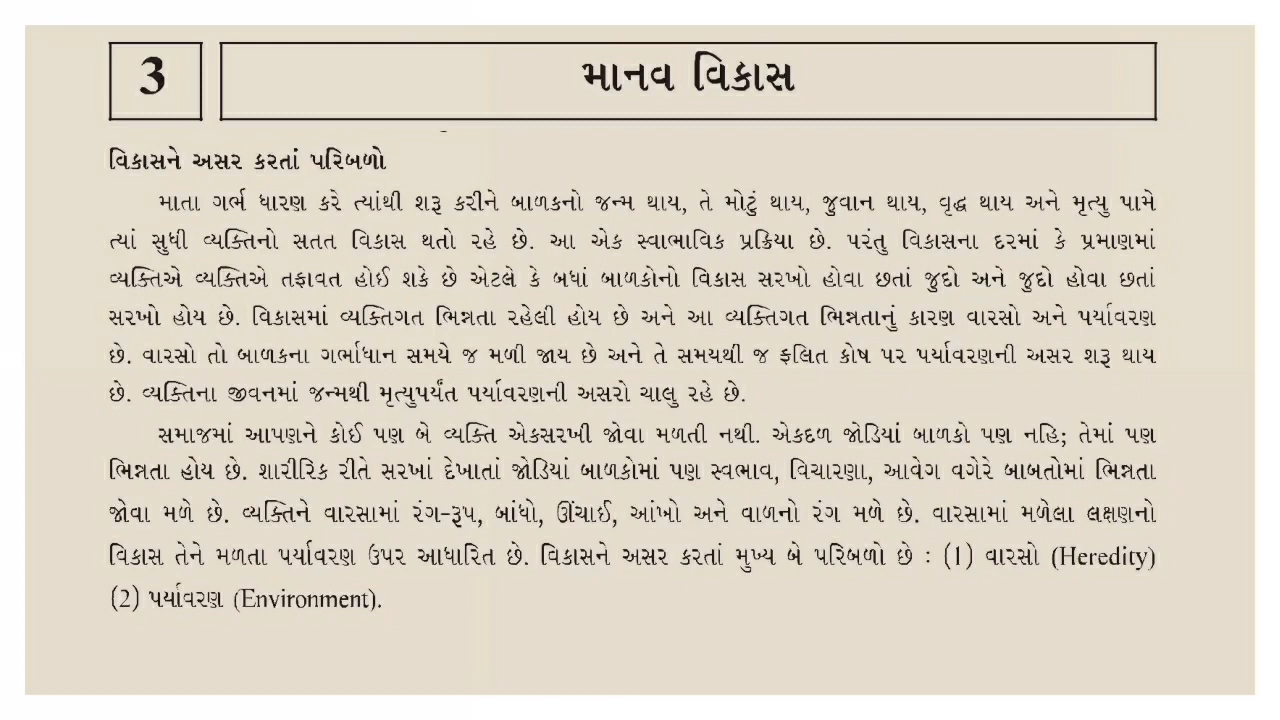 3
માનવ વિકાસ
વિકાસને અસર કરતાં પરિબળો
માતા ગર્ભ ધારણ કરે ત્યાંથી શરૂ કરીને બાળકનો જન્મ થાય, તે મોટું થાય, જુવાન થાય, વૃદ્ધ થાય અને મૃત્યુ પામે
ત્યાં સુધી વ્યક્તિનો સતત વિકાસ થતો રહે છે. આ એક સ્વાભાવિક પ્રક્રિયા છે. પરંતુ વિકાસના દરમાં કે પ્રમાણમાં
વ્યક્તિએ વ્યક્તિએ તફાવત હોઈ શકે છે એટલે કે બધાં બાળકોનો વિકાસ સરખો હોવા છતાં જુદો અને જુદો હોવા છતાં
સરખો હોય છે. વિકાસમાં વ્યક્તિગત ભિન્નતા રહેલી હોય છે અને આ વ્યક્તિગત ભિન્નતાનું કારણ વારસો અને પર્યાવરણ
છે. વારસો તો બાળકના ગર્ભાધાન સમયે જ મળી જાય છે અને તે સમયથી જ ફલિત કોષ પર પર્યાવરણની અસર શરૂ થાય
છે. વ્યક્તિના જીવનમાં જન્મથી મૃત્યુપર્યંત પર્યાવરણની અસરો ચાલુ રહે છે.
સમાજમાં આપણને કોઈ પણ બે વ્યક્તિ એકસરખી જોવા મળતી નથી. એકદળ જોડિયાં બાળકો પણ નહિ; તેમાં પણ
ભિન્નતા હોય છે. શારીરિક રીતે સરખાં દેખાતાં જોડિયાં બાળકોમાં પણ સ્વભાવ, વિચારણા, આવેગ વગેરે બાબતોમાં ભિન્નતા
જોવા મળે છે. વ્યક્તિને વારસામાં રંગ-રૂપ, બાંધો, ઊંચાઈ, આંખો અને વાળનો રંગ મળે છે. વારસામાં મળેલા લક્ષણનો
વિકાસ તેને મળતા પર્યાવરણ ઉપર આધારિત છે. વિકાસને અસર કરતાં મુખ્ય બે પરિબળો છે : (1) વારસો (Heredity)
(2) પર્યાવરણ (Environment).